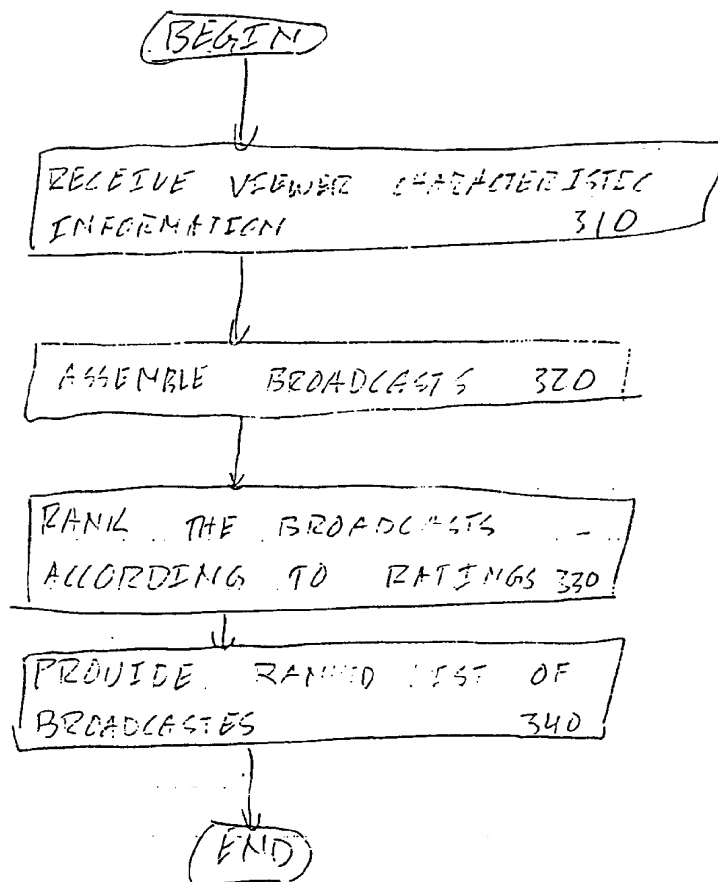 BEGIN
RECEIVE VIEWER CHARACTERISTIC
INFORMATION 310
ASSEMBLE BROADCASTS 320
RANK THE BROADCASTS
ACCORDING TO RATINGS 330
PROVIDE RANKED LIST OF
BROADCASTES 340
END